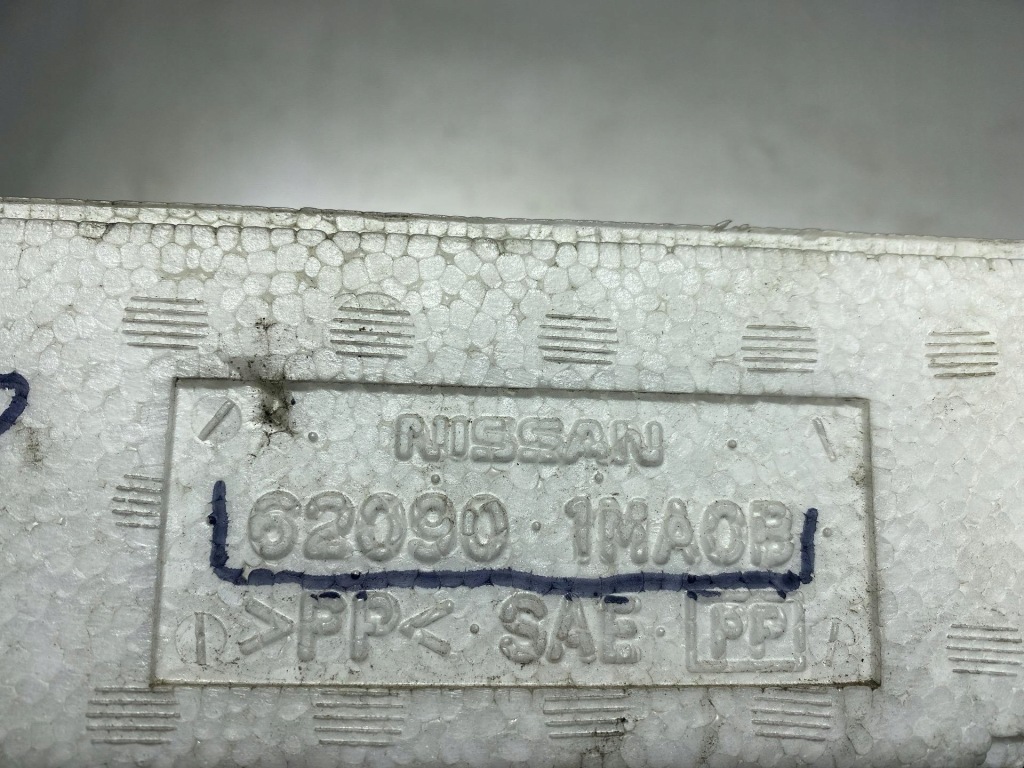 NISSAN
62090 1MA0B
>PP< SAE PP